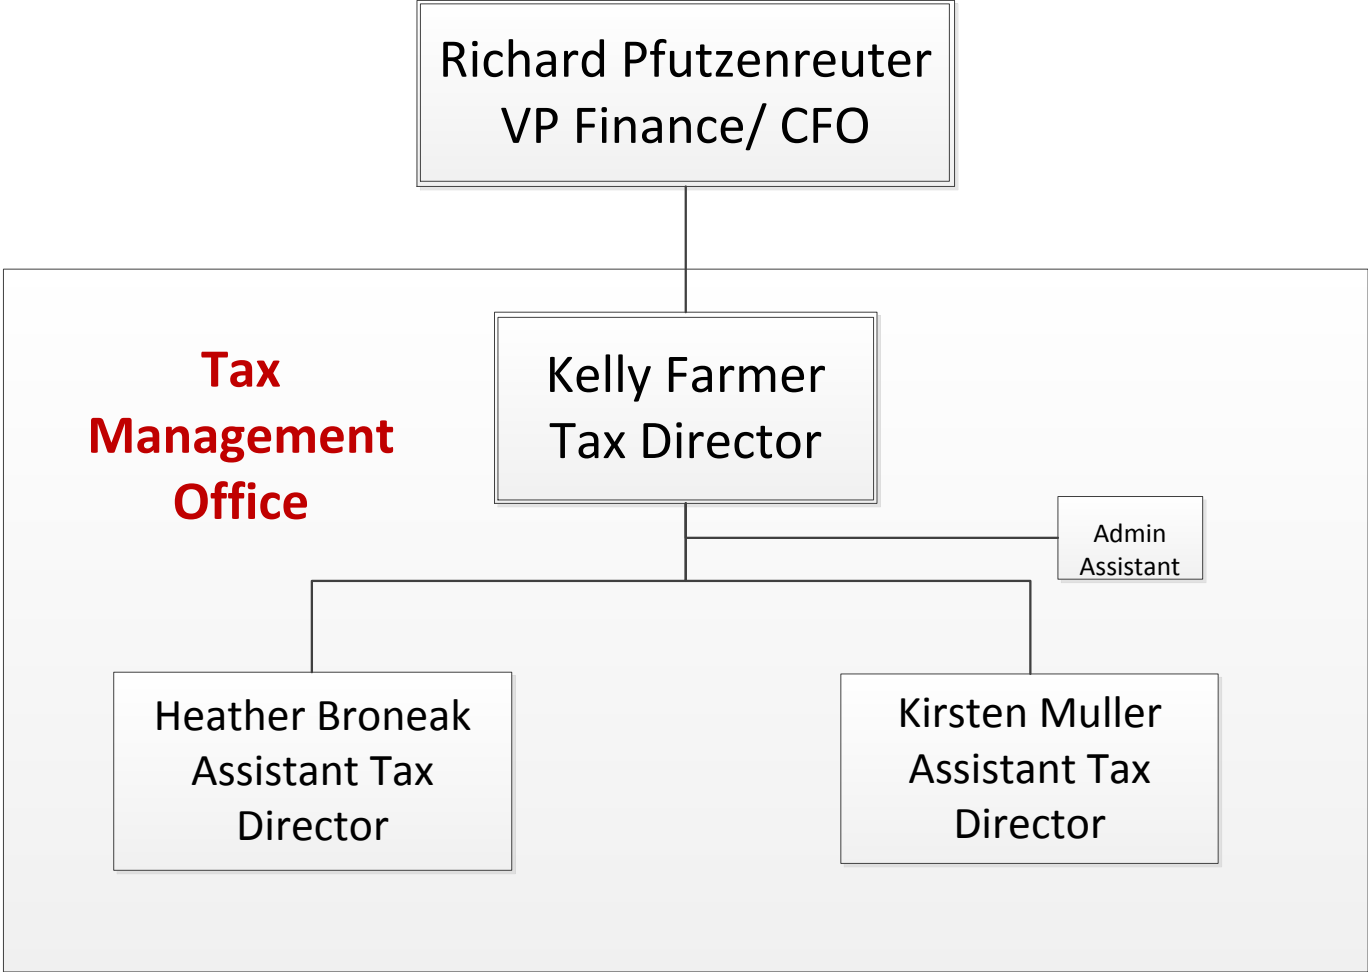 Richard Pfutzenreuter
VP Finance/ CFO
Tax
Management
Office
Kelly Farmer
Tax Director
Admin
Assistant
Heather Broneak
Assistant Tax
Director
Kirsten Muller
Assistant Tax
Director